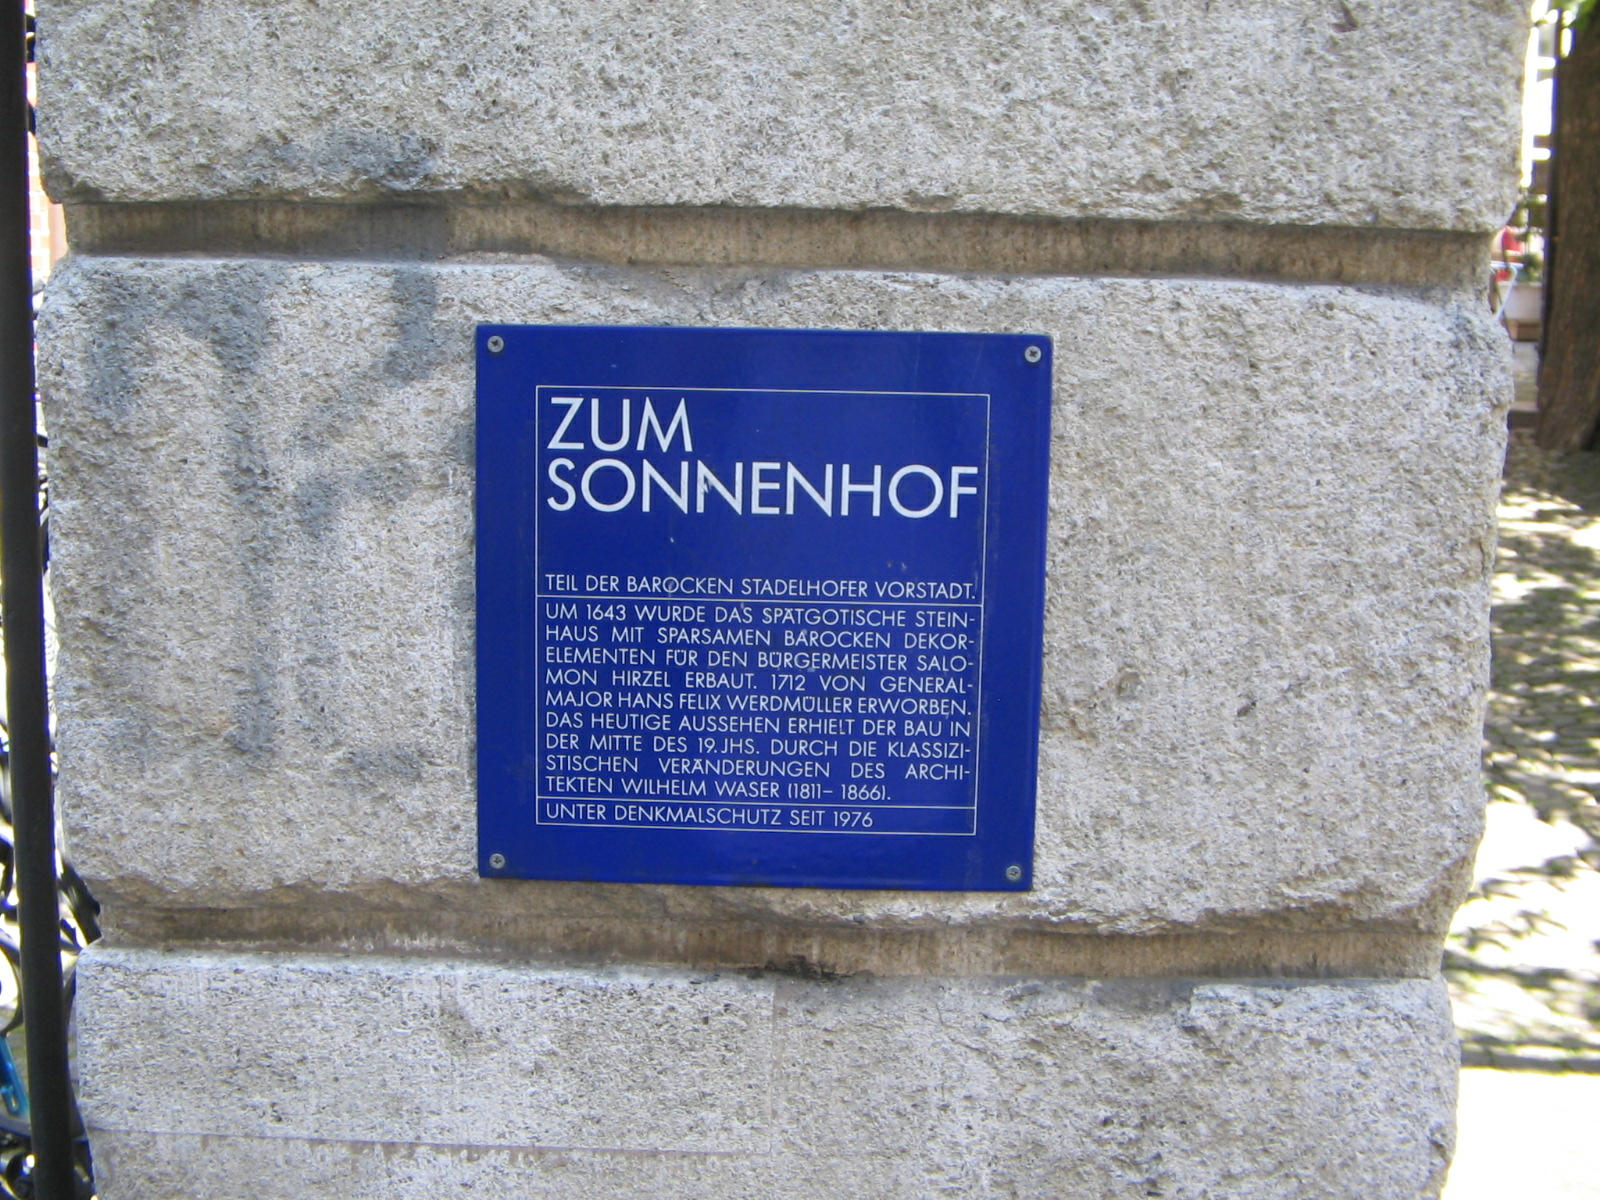 ZUM
SONNENHOF
TEIL DER BAROCKEN STADELHOFER VORSTADT.
UM 1643 WURDE DAS SPÄTGOTISCHE STEIN-
HAUS MIT SPARSAMEN BAROCKEN DEKOR-
ELEMENTEN FÜR DEN BÜRGERMEISTER SALO-
MON HIRZEL ERBAUT. 1712 VON GENERAL-
MAJOR HANS FELIX WERDMÜLLER ERWORBEN.
DAS HEUTIGE AUSSEHEN ERHIELT DER BAU IN
DER MITTE DES 19. JHS. DURCH DIE KLASSIZI-
STISCHEN VERÄNDERUNGEN DES ARCHI-
TEKTEN WILHELM WASER (1811– 1866).
UNTER DENKMALSCHUTZ SEIT 1976